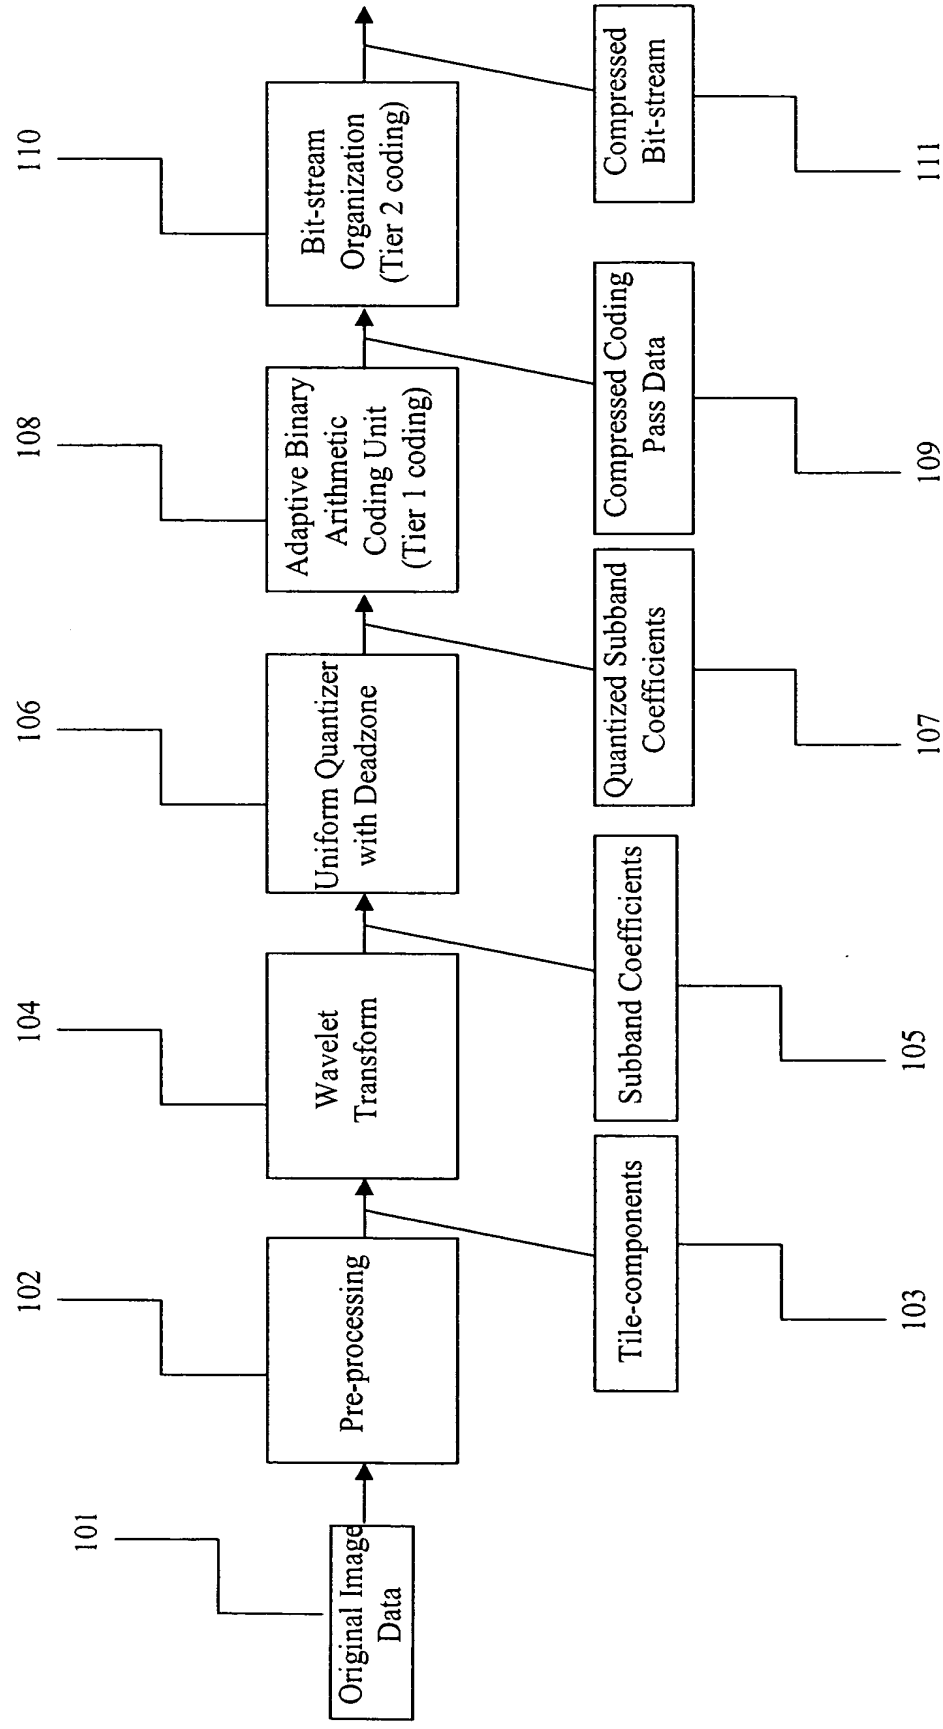 101
102
104
106
108
110
Original Image
Data
Pre-processing
Wavelet
Transform
Uniform Quantizer
with Deadzone
Adaptive Binary
Arithmetic
Coding Unit
(Tier 1 coding)
Bit-stream
Organization
(Tier 2 coding)
Tile-components
Subband Coefficients
Quantized Subband
Coefficients
Compressed Coding
Pass Data
Compressed
Bit-stream
103
105
107
109
111